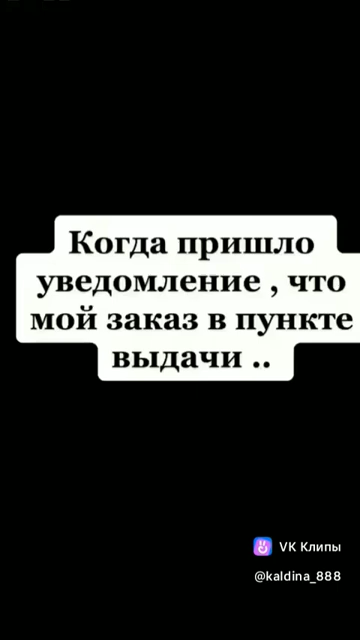 Когда пришло
уведомление , что
мой заказ в пункте
выдачи ..
VK Клипы
@kaldina_888